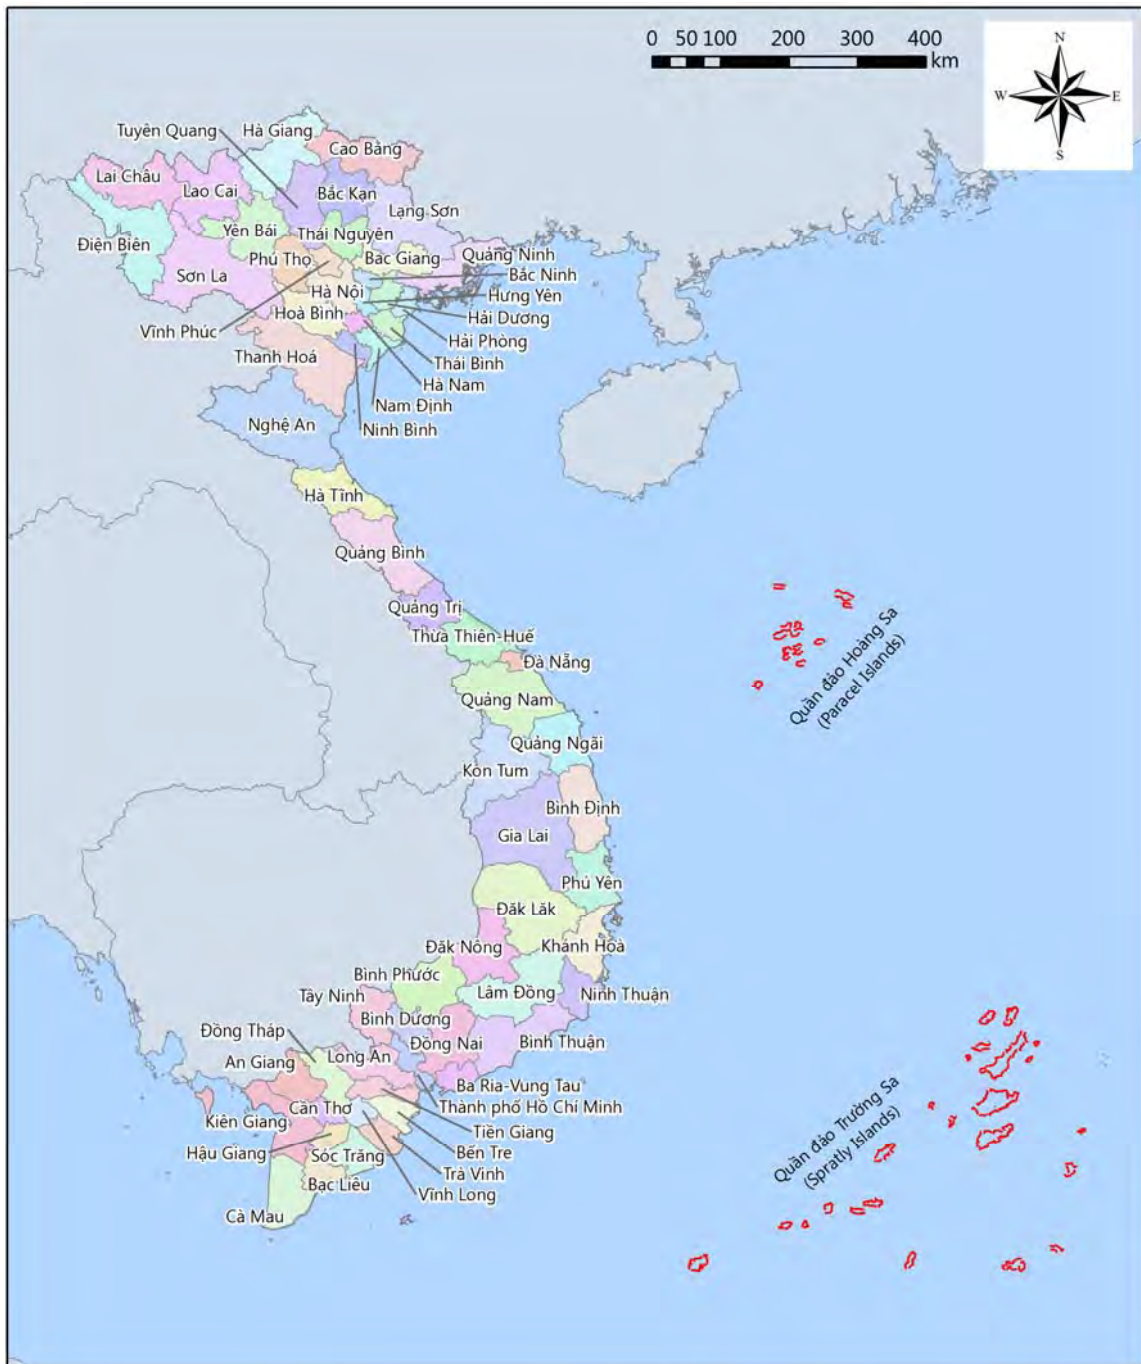 0 50 100 200 300 400
km
N
W E
S
Tuyên Quang
Hà Giang
Cao Bằng
Lai Châu
Lao Cai
Bắc Kạn
Lạng Sơn
Điện Biên
Yên Bái
Thái Nguyên
Phú Thọ
Bắc Giang
Quảng Ninh
Sơn La
Bắc Ninh
Hà Nội
Hưng Yên
Hoà Bình
Hải Dương
Vĩnh Phúc
Hải Phòng
Thanh Hoá
Thái Bình
Hà Nam
Nam Định
Nghệ An
Ninh Bình
Hà Tĩnh
Quảng Bình
Quảng Trị
Thừa Thiên-Huế
Đà Nẵng
Quảng Nam
Quần đảo Hoàng Sa
(Paracel Islands)
Quảng Ngãi
Kon Tum
Bình Định
Gia Lai
Phú Yên
Đăk Lăk
Đăk Nông
Khánh Hoà
Bình Phước
Tây Ninh
Lâm Đồng
Ninh Thuận
Bình Dương
Đồng Tháp
Long An
Đồng Nai
Bình Thuận
An Giang
Ba Ria-Vung Tau
Cần Thơ
Thành phố Hồ Chí Minh
Kiên Giang
Tiền Giang
Hậu Giang
Sóc Trăng
Bến Tre
Trà Vinh
Bạc Liêu
Vĩnh Long
Cà Mau
Quần đảo Trường Sa
(Spratly Islands)